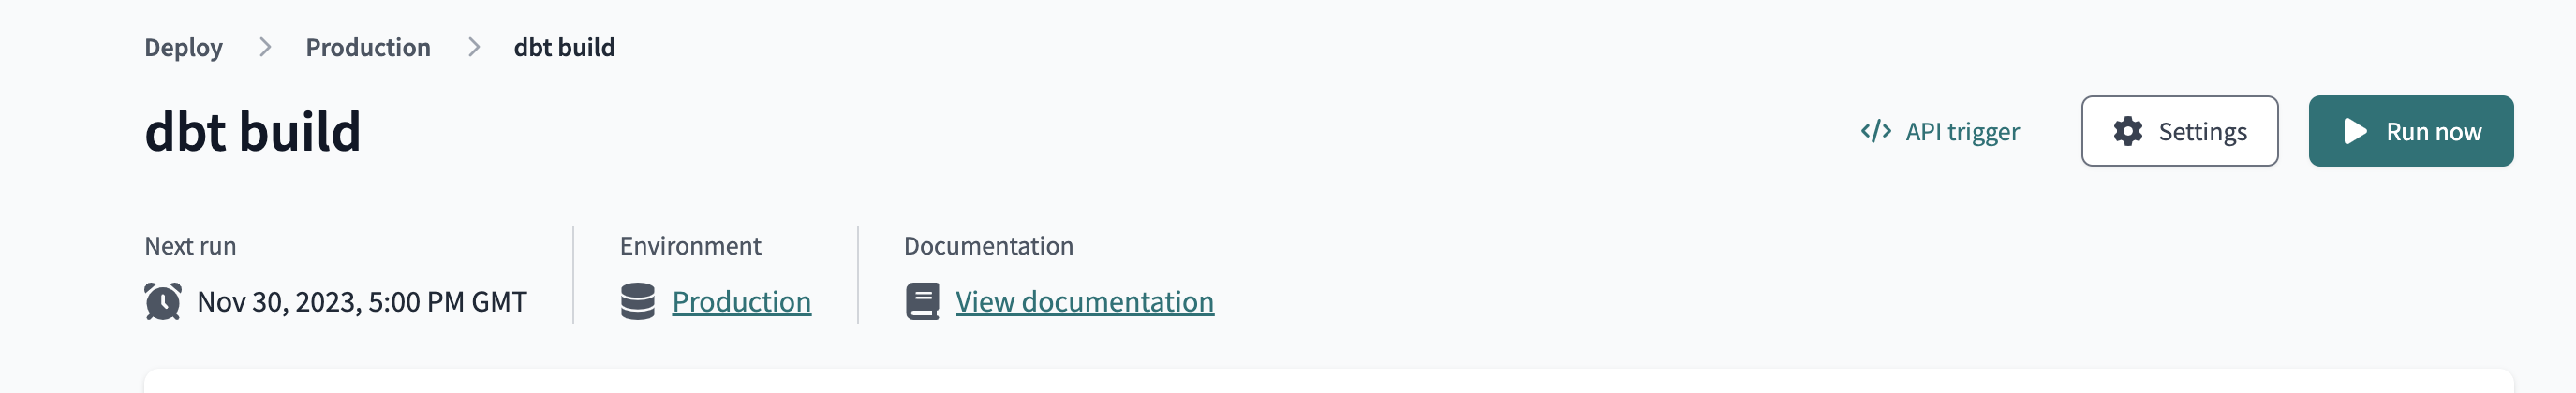 Deploy > Production > dbt build
dbt build
</> API trigger
Settings
Run now
Next run
Nov 30, 2023, 5:00 PM GMT
Environment
Production
Documentation
View documentation